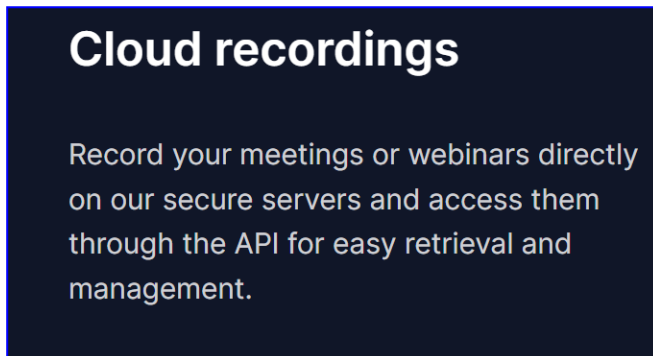 Cloud recordings
Record your meetings or webinars directly
on our secure servers and access them
through the API for easy retrieval and
management.